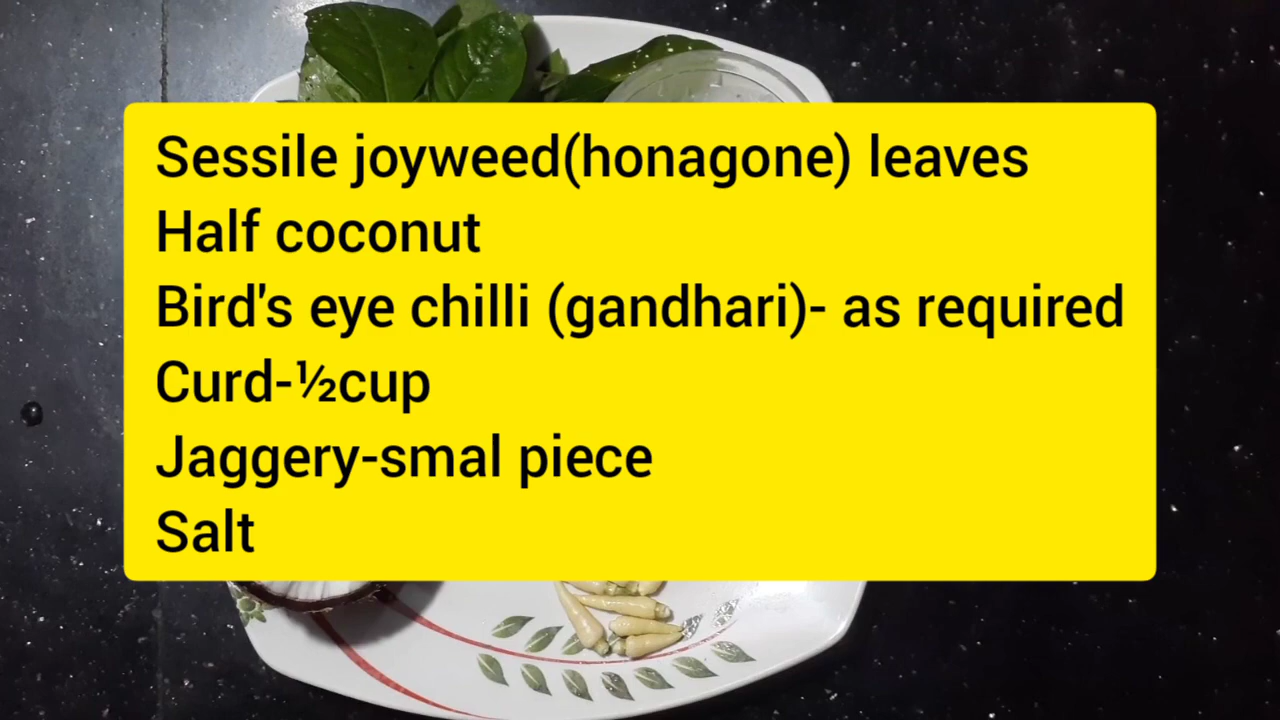 Sessile joyweed(honagone) leaves
Half coconut
Bird's eye chilli (gandhari)- as required
Curd-½cup
Jaggery-smal piece
Salt